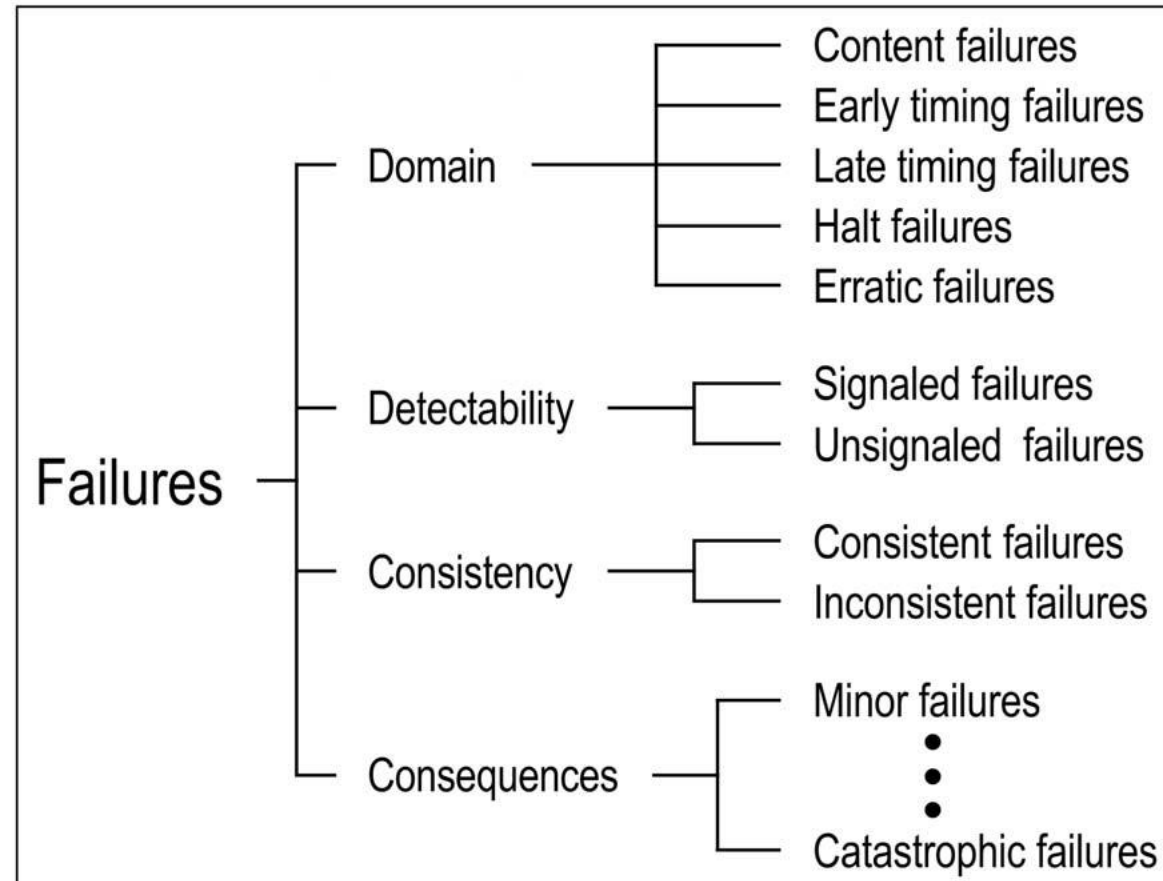 Failures
Domain
Content failures
Early timing failures
Late timing failures
Halt failures
Erratic failures
Detectability
Signaled failures
Unsignaled failures
Consistency
Consistent failures
Inconsistent failures
Consequences
Minor failures
Catastrophic failures